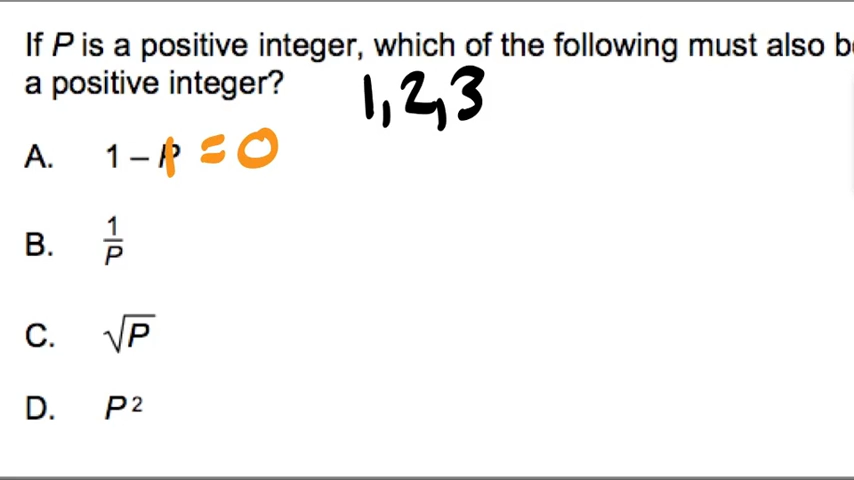 If P is a positive integer, which of the following must also be
a positive integer?
1, 2, 3
A. 1 – P = 0
B. 1/P
C. √P
D. P²